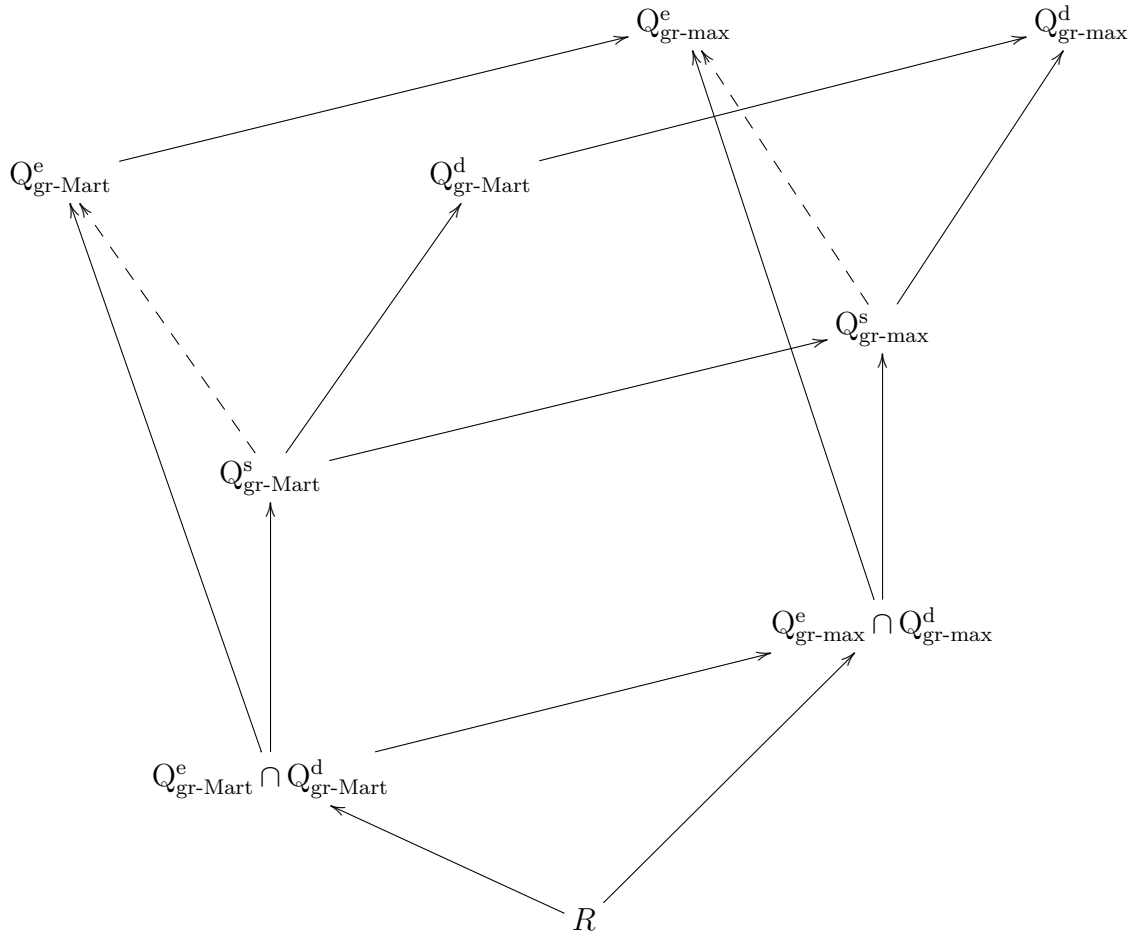 Q^e_gr-max
Q^d_gr-max
Q^e_gr-Mart
Q^d_gr-Mart
Q^s_gr-max
Q^s_gr-Mart
Q^e_gr-max ∩ Q^d_gr-max
Q^e_gr-Mart ∩ Q^d_gr-Mart
R